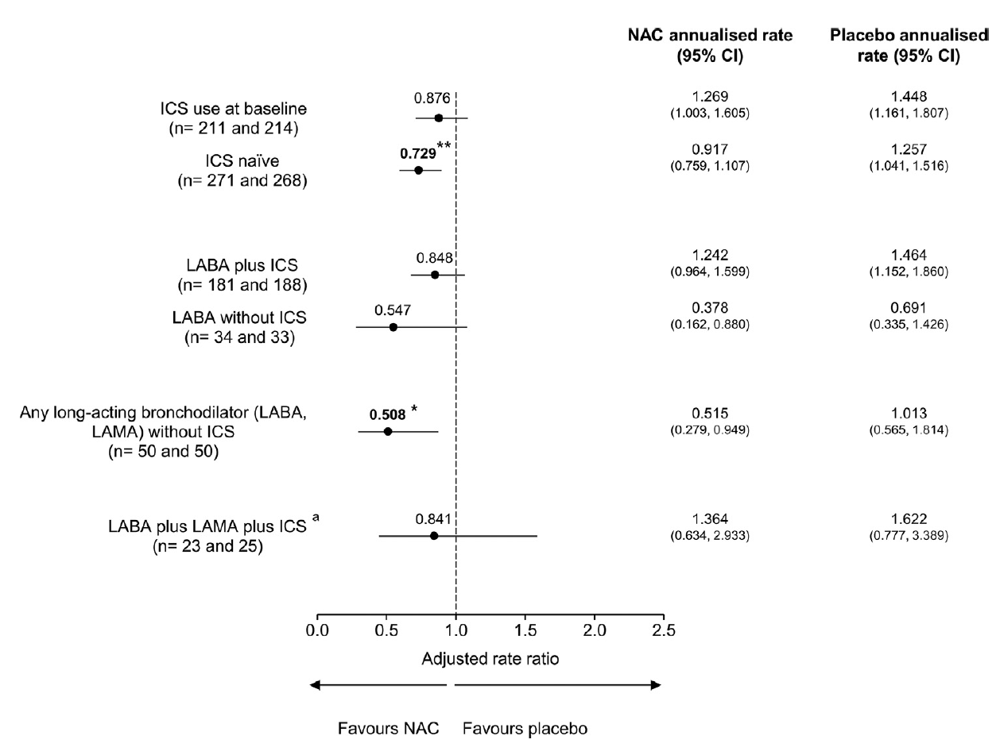 NAC annualised rate
(95% CI)
Placebo annualised
rate (95% CI)
ICS use at baseline
(n= 211 and 214)
0.876
1.269
(1.003, 1.605)
1.448
(1.161, 1.807)
ICS naïve
(n= 271 and 268)
0.729**
0.917
(0.759, 1.107)
1.257
(1.041, 1.516)
LABA plus ICS
(n= 181 and 188)
0.848
1.242
(0.964, 1.599)
1.464
(1.152, 1.860)
LABA without ICS
(n= 34 and 33)
0.547
0.378
(0.162, 0.880)
0.691
(0.335, 1.426)
Any long-acting bronchodilator (LABA,
LAMA) without ICS
(n= 50 and 50)
0.508 *
0.515
(0.279, 0.949)
1.013
(0.565, 1.814)
LABA plus LAMA plus ICS a
(n= 23 and 25)
0.841
1.364
(0.634, 2.933)
1.622
(0.777, 3.389)
0.0 0.5 1.0 1.5 2.0 2.5
Adjusted rate ratio
Favours NAC Favours placebo